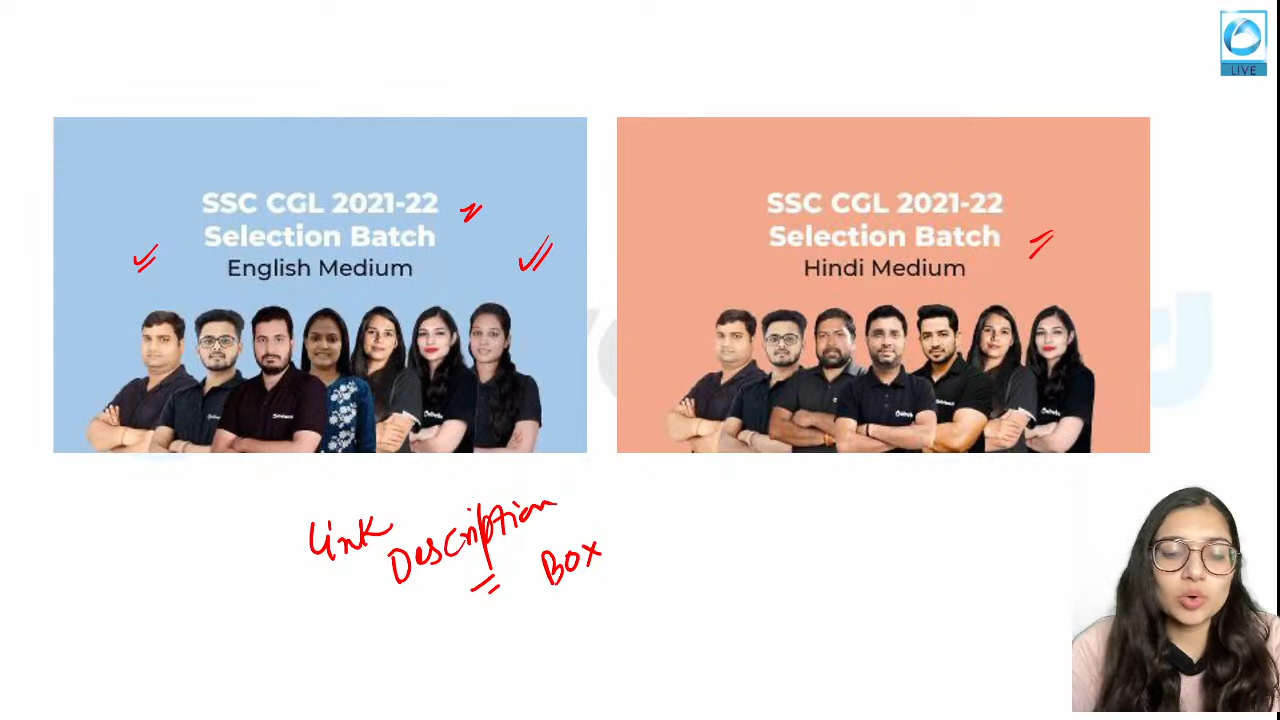 LIVE
SSC CGL 2021-22
Selection Batch
English Medium
SSC CGL 2021-22
Selection Batch
Hindi Medium
Link
Description
Box